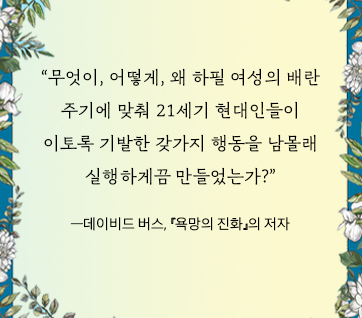 “무엇이, 어떻게, 왜 하필 여성의 배란
주기에 맞춰 21세기 현대인들이
이토록 기발한 갖가지 행동을 남몰래
실행하게끔 만들었는가?”
―데이비드 버스, 『욕망의 진화』의 저자